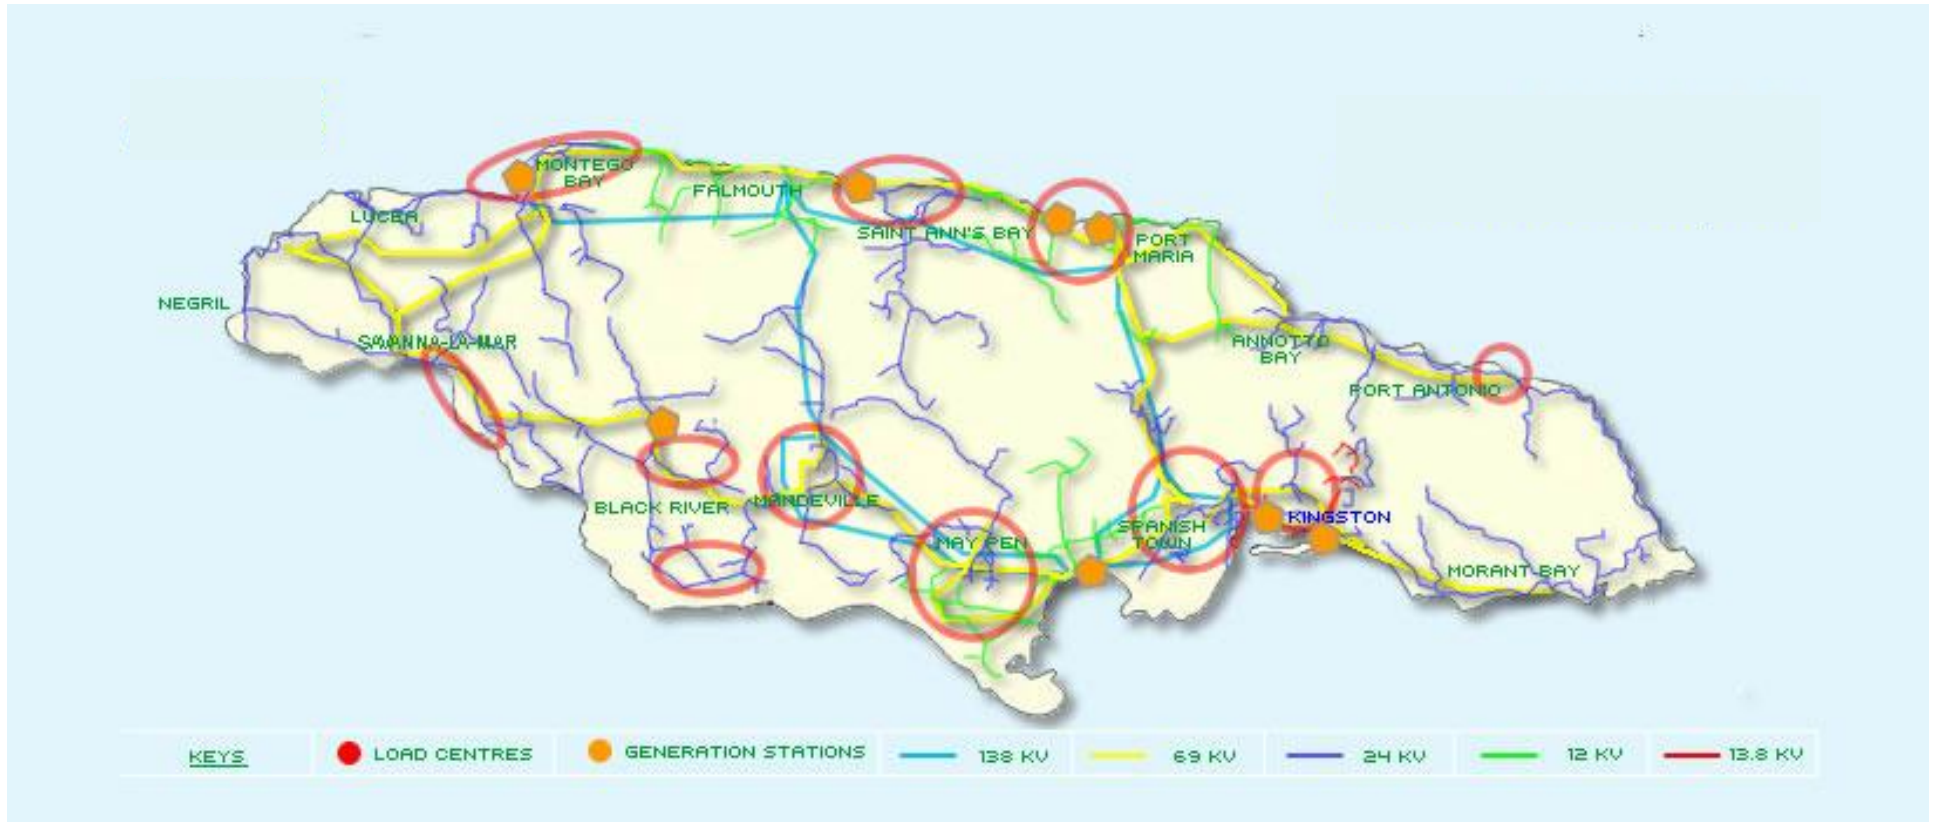 MONTEGO
BAY
FALMOUTH
LUCEA
SAINT ANN'S BAY
PORT
MARIA
NEGRIL
SAVANNA-LA-MAR
ANNOTTO
BAY
PORT ANTONIO
BLACK RIVER
MANDEVILLE
KINGSTON
SPANISH
TOWN
MAY PEN
MORANT BAY
KEYS
LOAD CENTRES
GENERATION STATIONS
138 KV
69 KV
24 KV
12 KV
13.8 KV